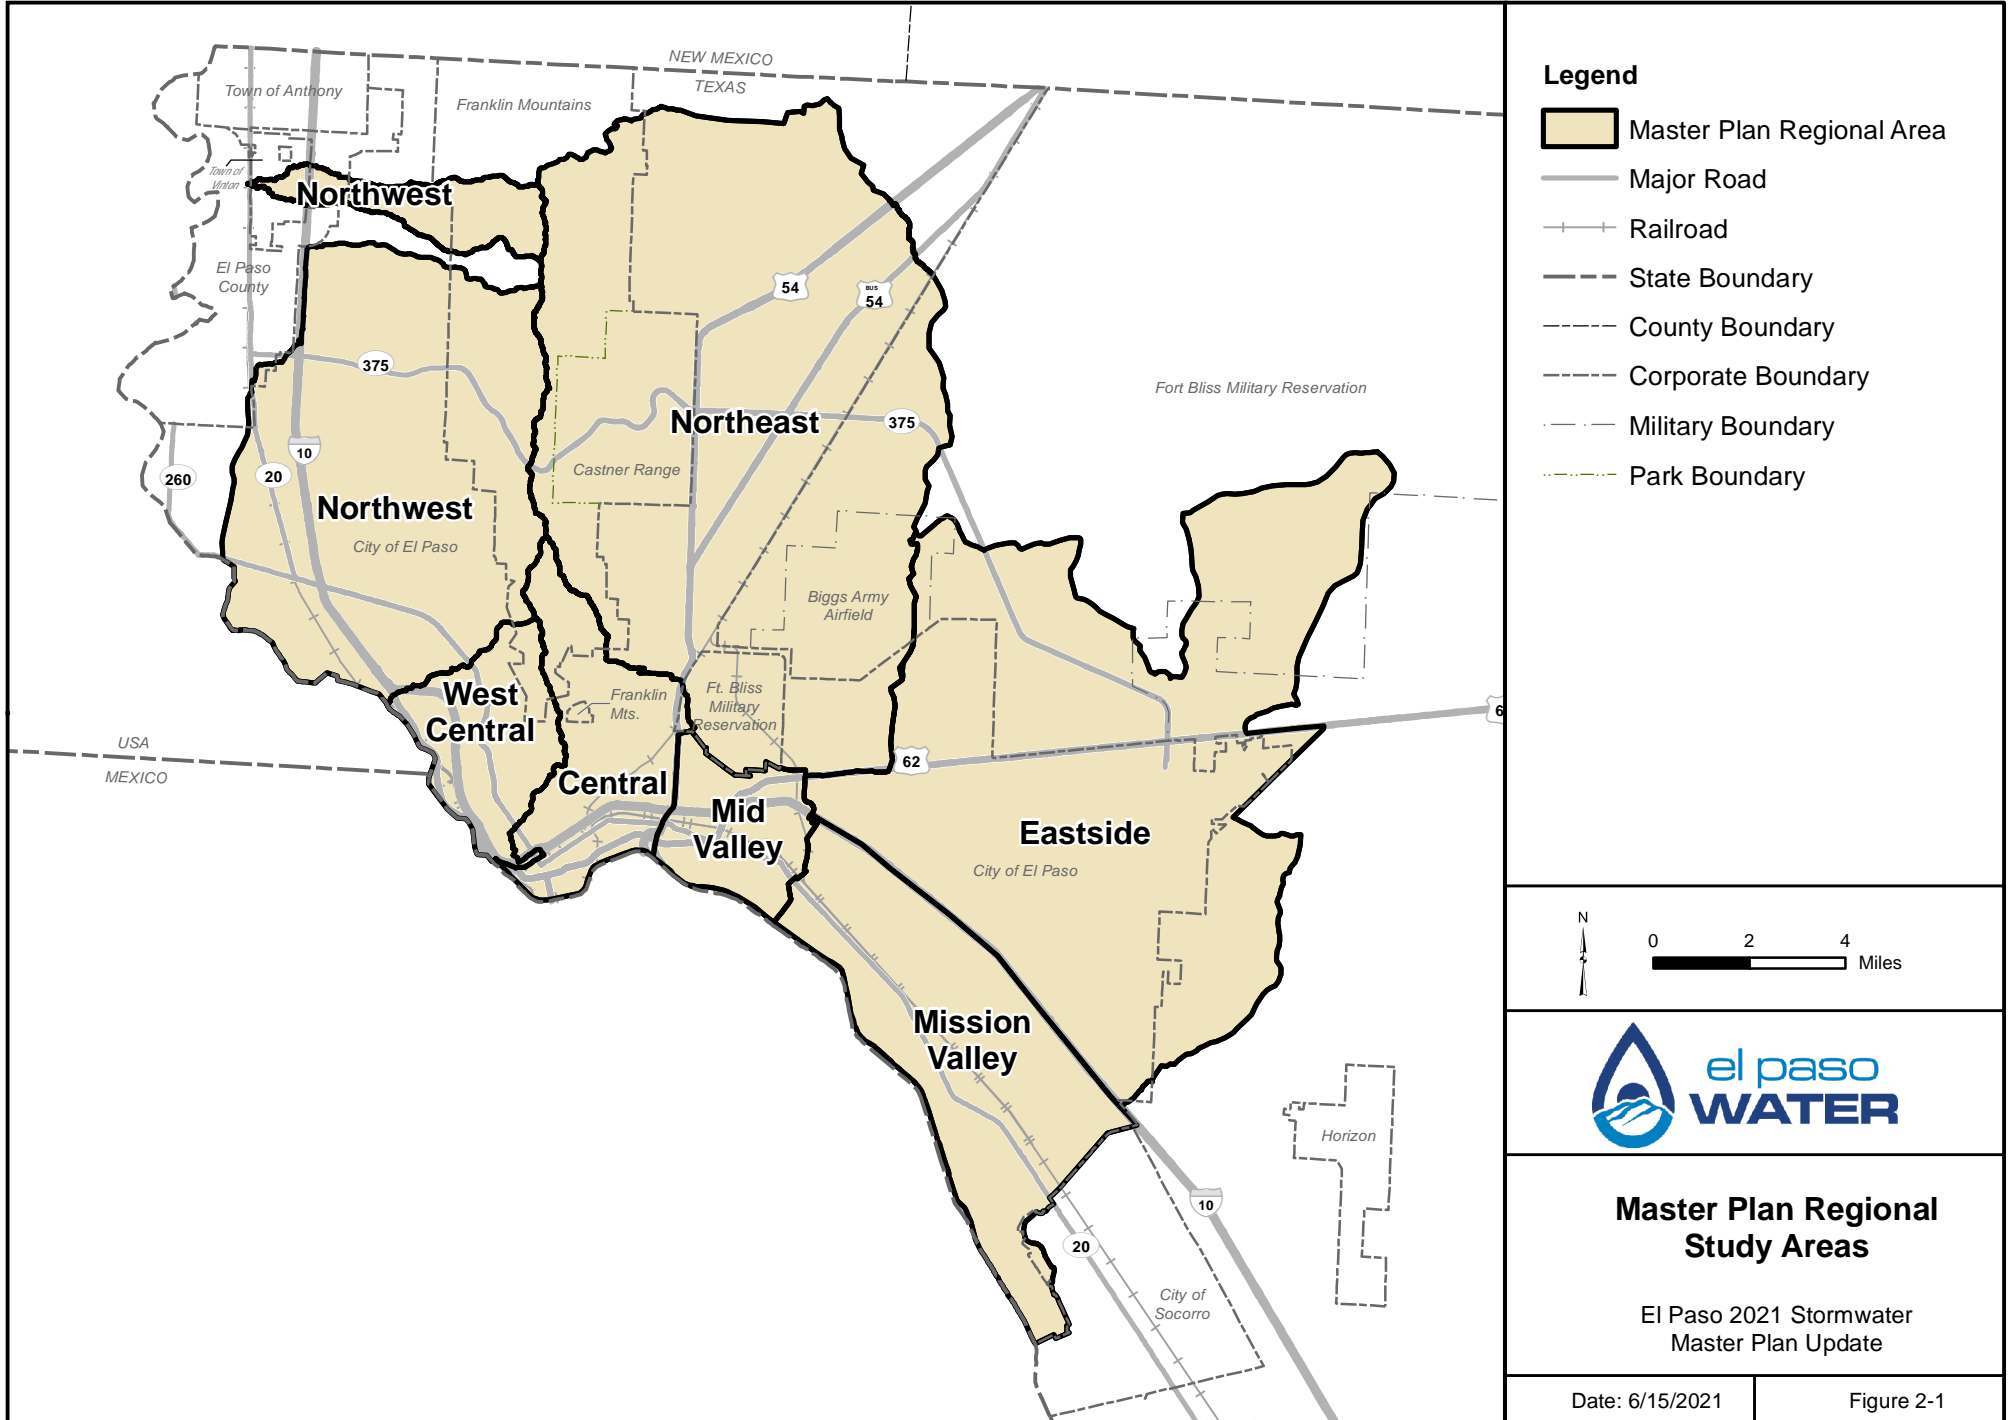 NEW MEXICO
TEXAS
Town of Anthony
Franklin Mountains
Town of
Vinton
Northwest
El Paso
County
54
BUS
54
375
Northeast
375
Fort Bliss Military Reservation
10
260
20
Castner Range
Northwest
City of El Paso
Biggs Army
Airfield
West
Central
Franklin
Mts.
Ft. Bliss
Military
Reservation
6
USA
MEXICO
62
Central
Mid
Valley
Eastside
City of El Paso
Mission
Valley
Horizon
10
20
City of
Socorro
Legend
Master Plan Regional Area
Major Road
Railroad
State Boundary
County Boundary
Corporate Boundary
Military Boundary
Park Boundary
N
0 2 4
Miles
el paso
WATER
Master Plan Regional
Study Areas
El Paso 2021 Stormwater
Master Plan Update
Date: 6/15/2021
Figure 2-1